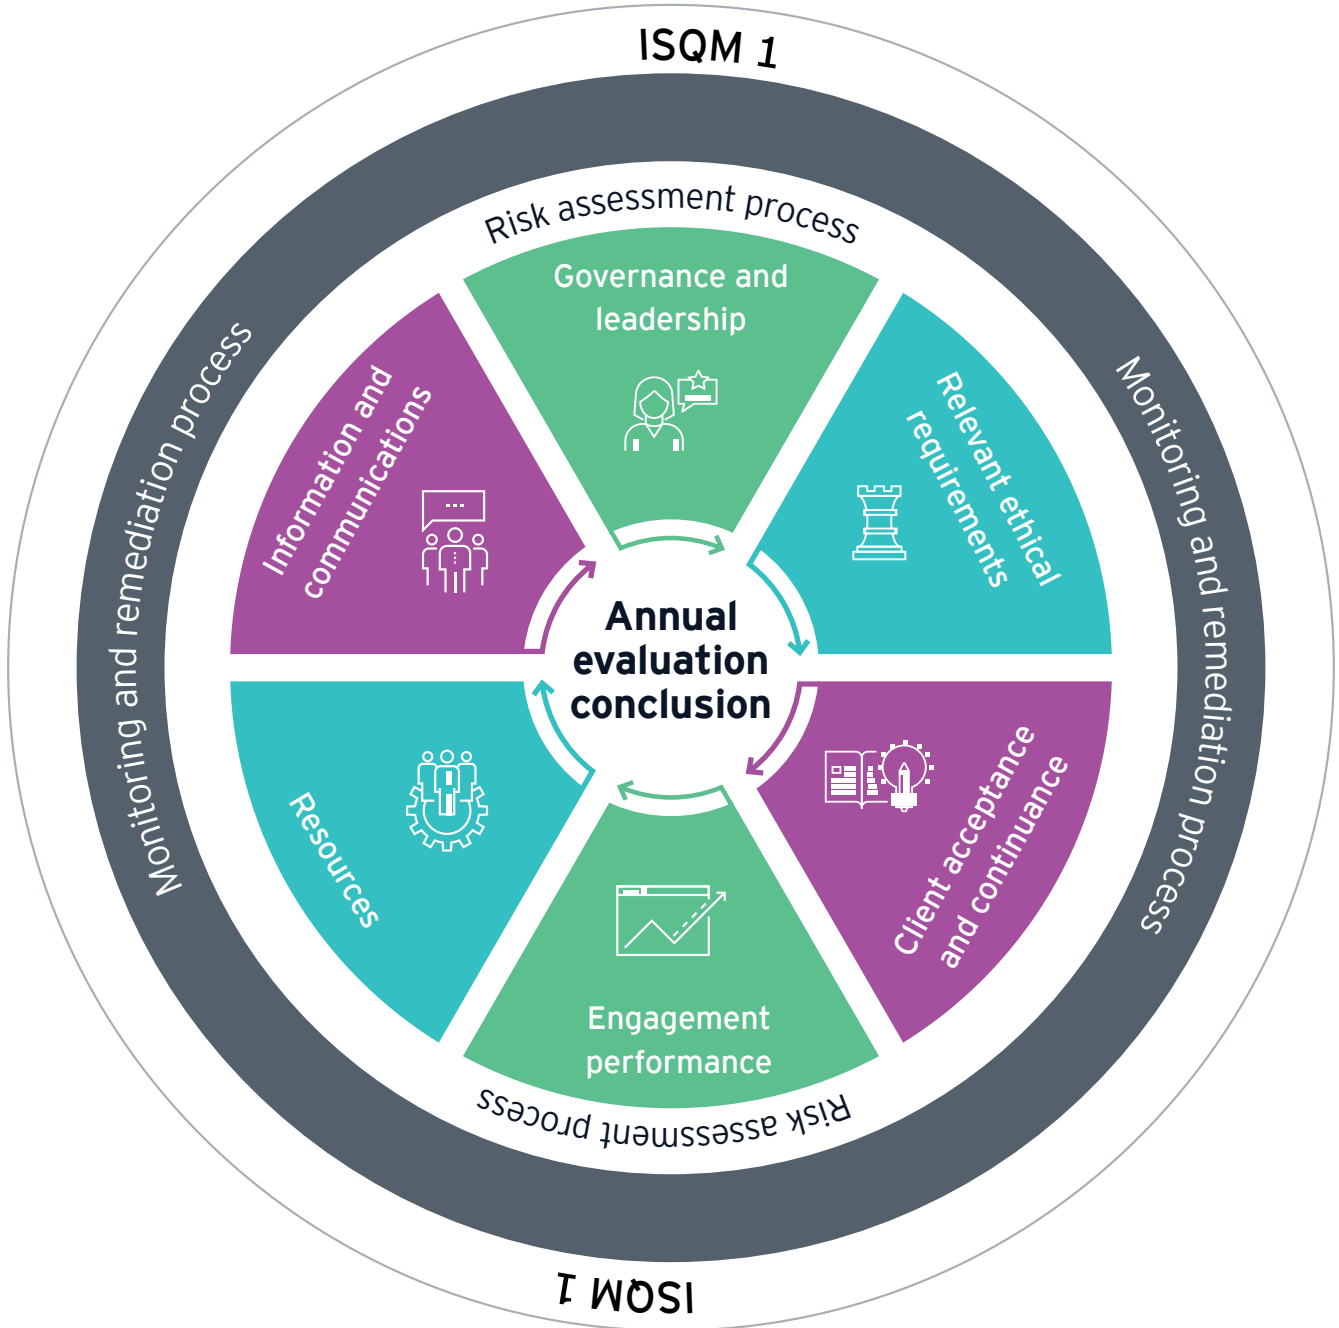 ISQM 1
Risk assessment process
Governance and
leadership
Relevant ethical
requirements
Client acceptance
and continuance
Engagement
performance
Resources
Information and
communications
Annual
evaluation
conclusion
Monitoring and remediation process
Monitoring and remediation process
Risk assessment process
ISQM 1